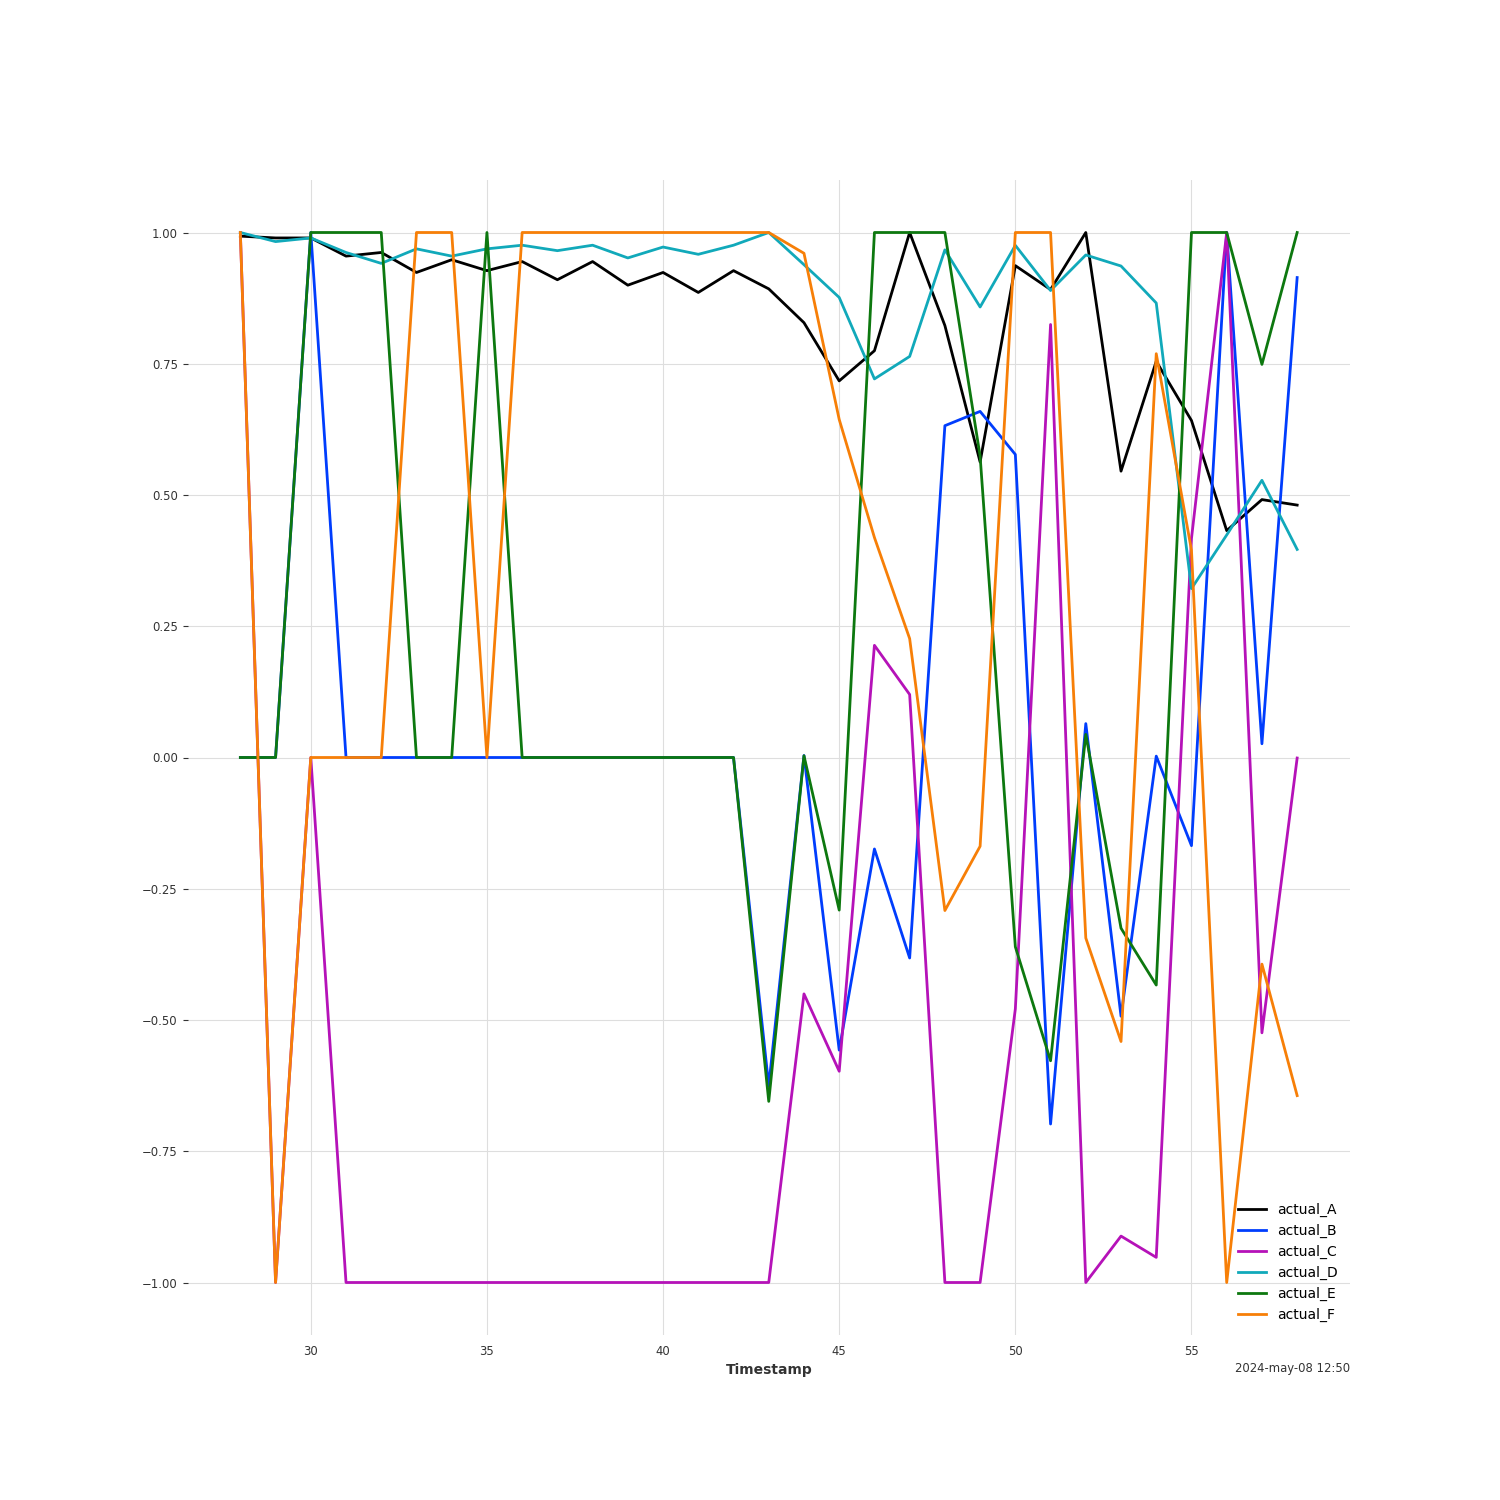 1.00
0.75
0.50
0.25
0.00
−0.25
−0.50
−0.75
−1.00
30 35 40 45 50 55
Timestamp
2024-may-08 12:50
actual_A
actual_B
actual_C
actual_D
actual_E
actual_F